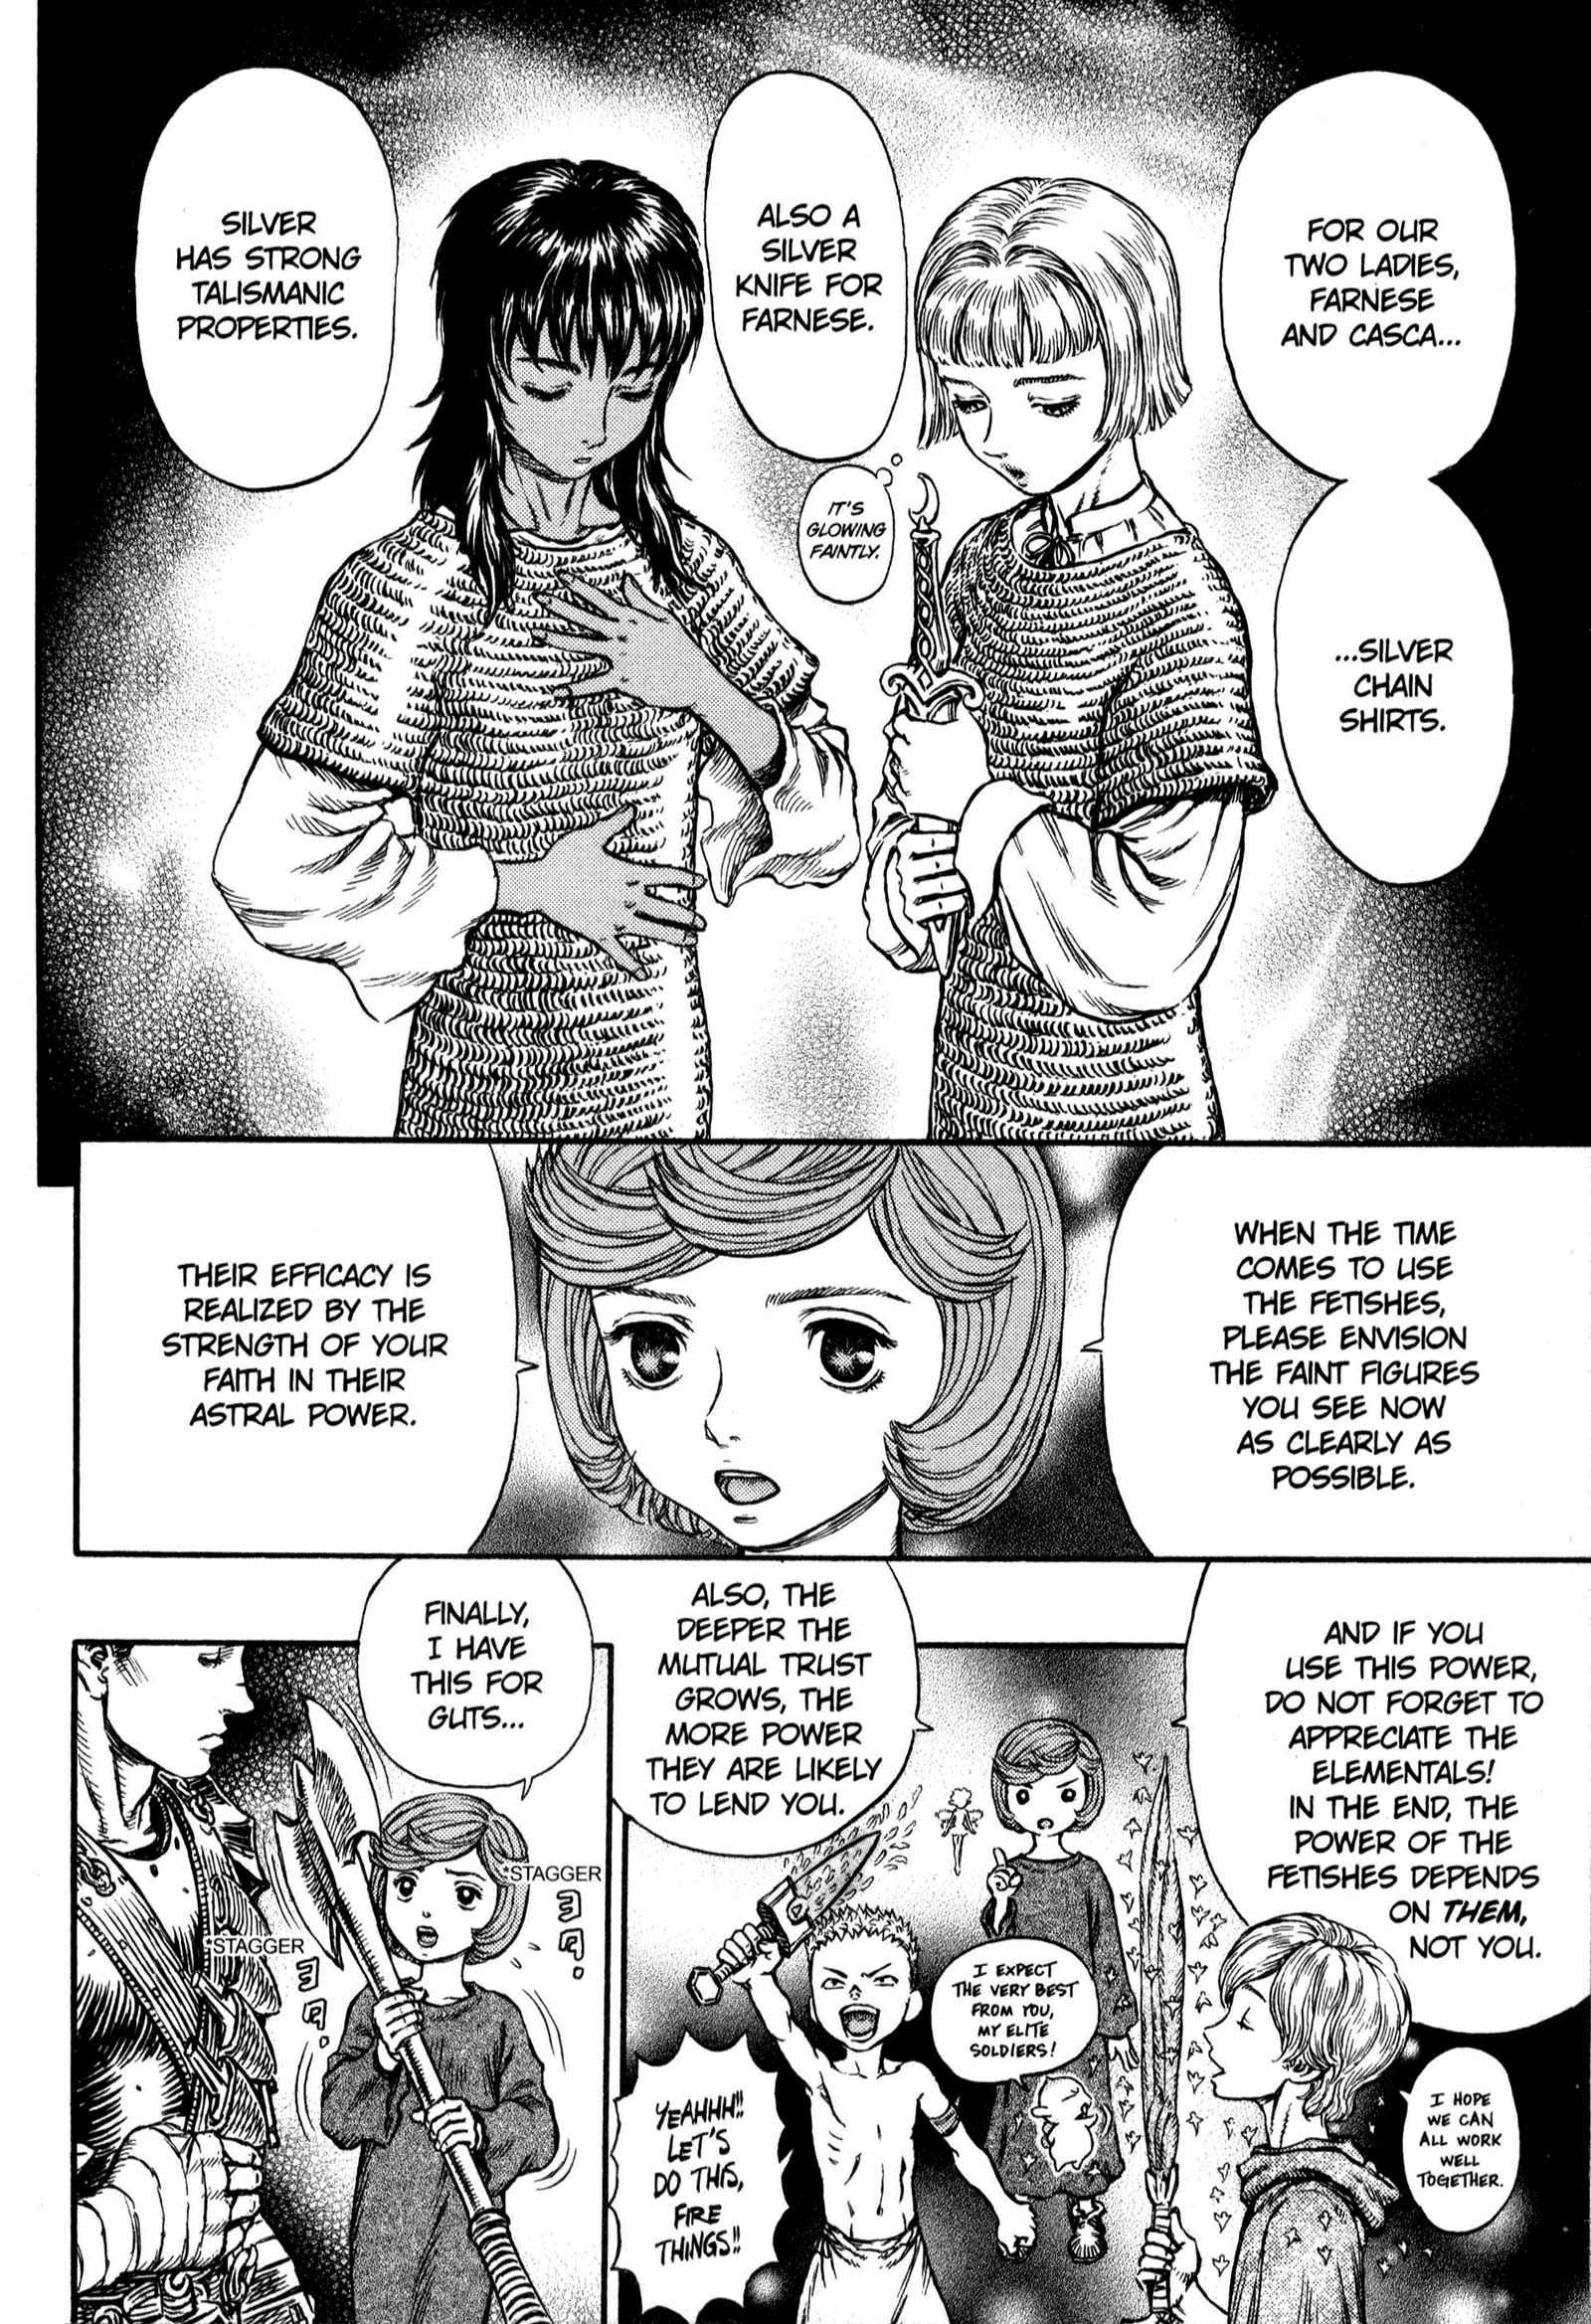 FOR OUR
TWO LADIES,
FARNESE
AND CASCA...
...SILVER
CHAIN
SHIRTS.
ALSO A
SILVER
KNIFE FOR
FARNESE.
IT'S
GLOWING
FAINTLY.
SILVER
HAS STRONG
TALISMANIC
PROPERTIES.
WHEN THE TIME
COMES TO USE
THE FETISHES,
PLEASE ENVISION
THE FAINT FIGURES
YOU SEE NOW
AS CLEARLY AS
POSSIBLE.
THEIR EFFICACY IS
REALIZED BY THE
STRENGTH OF YOUR
FAITH IN THEIR
ASTRAL POWER.
AND IF YOU
USE THIS POWER,
DO NOT FORGET TO
APPRECIATE THE
ELEMENTALS!
IN THE END, THE
POWER OF THE
FETISHES DEPENDS
ON THEM,
NOT YOU.
I HOPE
WE CAN
ALL WORK
WELL
TOGETHER.
ALSO, THE
DEEPER THE
MUTUAL TRUST
GROWS, THE
MORE POWER
THEY ARE LIKELY
TO LEND YOU.
I EXPECT
THE VERY BEST
FROM YOU,
MY ELITE
SOLDIERS!
YEAHHH!!
LET'S
DO THIS,
FIRE
THINGS!!
FINALLY,
I HAVE
THIS FOR
GUTS...
STAGGER
ヨタ.
STAGGER
ヨタ.